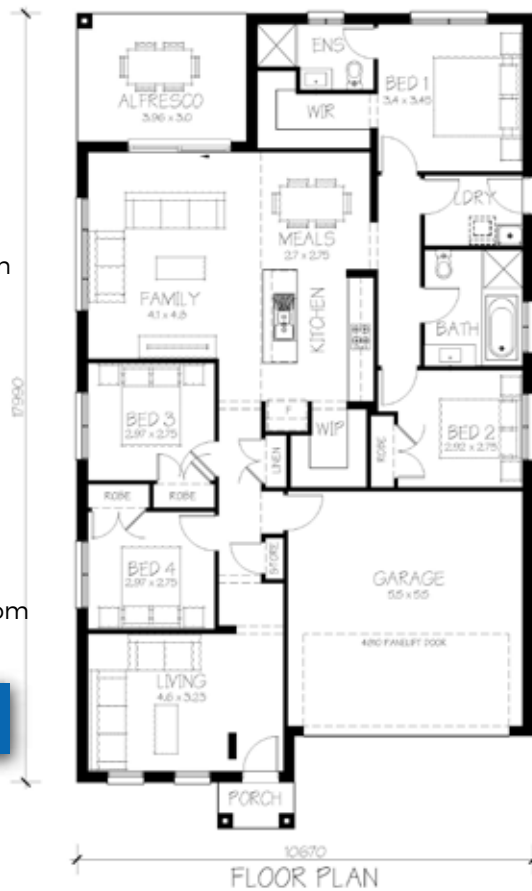 ENS
BED 1
3.4 x 3.45
ALFRESCO
3.96 x 3.0
WIR
LDRY
MEALS
2.7 x 2.75
n
FAMILY
4.1 x 4.8
KITCHEN
BATH
17990
BED 3
2.97 x 2.75
F
WIP
BED 2
2.92 x 2.75
ROBE
LINEN
ROBE
ROBE
STORE
BED 4
2.97 x 2.75
GARAGE
5.5 x 5.5
om
PANELIFT DOOR
LIVING
4.6 x 3.23
PORCH
10670
FLOOR PLAN